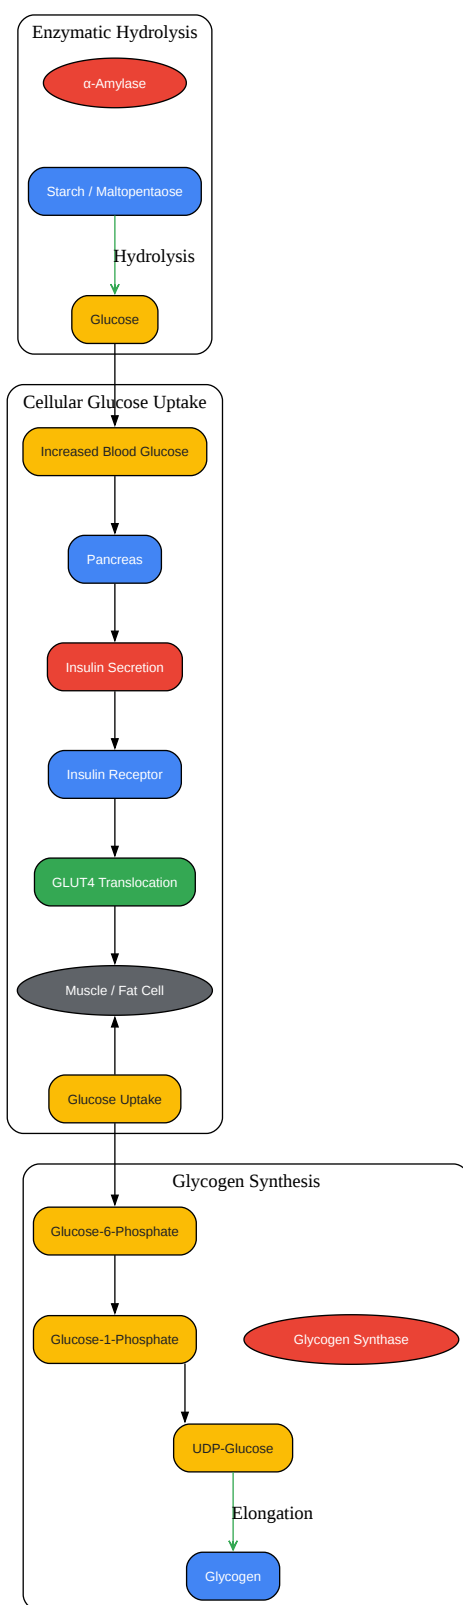 Enzymatic Hydrolysis
α-Amylase
Starch / Maltopentaose
Hydrolysis
Glucose
Cellular Glucose Uptake
Increased Blood Glucose
Pancreas
Insulin Secretion
Insulin Receptor
GLUT4 Translocation
Muscle / Fat Cell
Glucose Uptake
Glycogen Synthesis
Glucose-6-Phosphate
Glucose-1-Phosphate
Glycogen Synthase
UDP-Glucose
Elongation
Glycogen